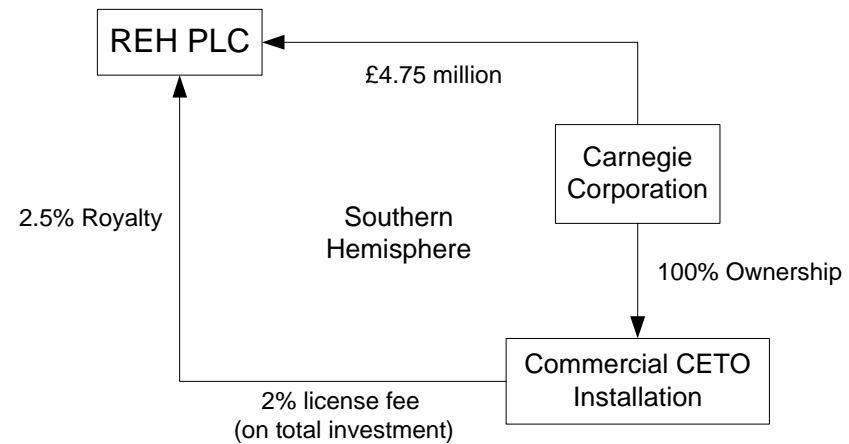 REH PLC
£4.75 million
Carnegie
Corporation
2.5% Royalty
Southern
Hemisphere
100% Ownership
Commercial CETO
Installation
2% license fee
(on total investment)